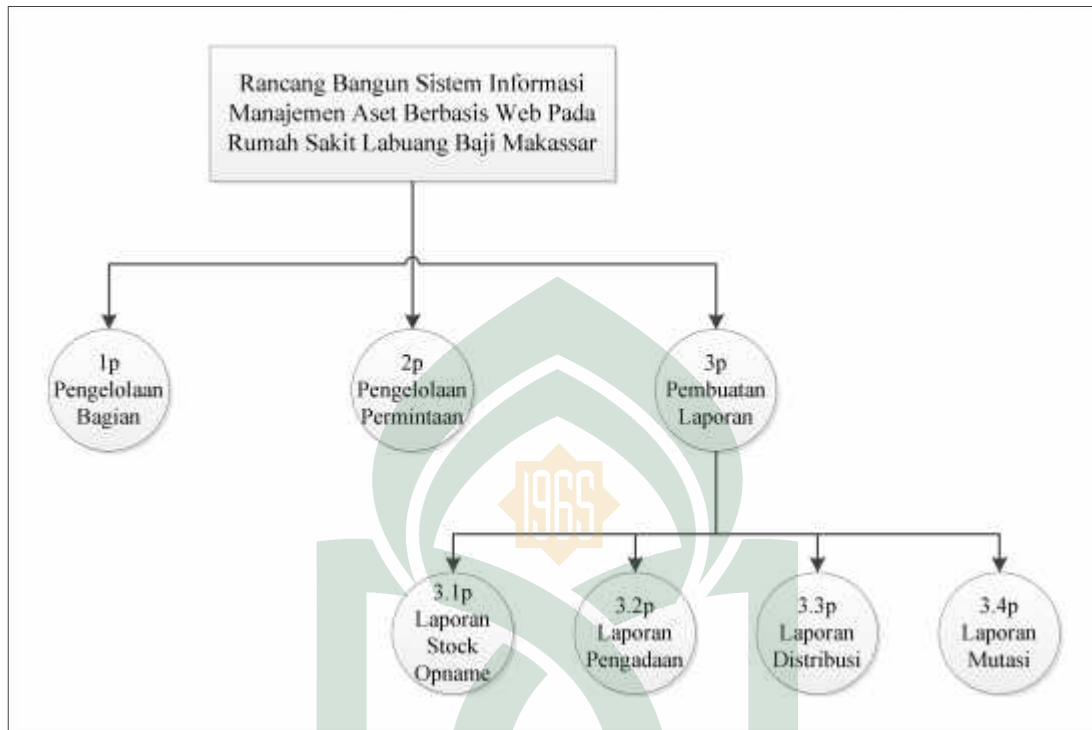 Rancang Bangun Sistem Informasi
Manajemen Aset Berbasis Web Pada
Rumah Sakit Labuang Baji Makassar
1p
Pengelolaan
Bagian
2p
Pengelolaan
Permintaan
3p
Pembuatan
Laporan
1965
3.1p
Laporan
Stock
Opname
3.2p
Laporan
Pengadaan
3.3p
Laporan
Distribusi
3.4p
Laporan
Mutasi